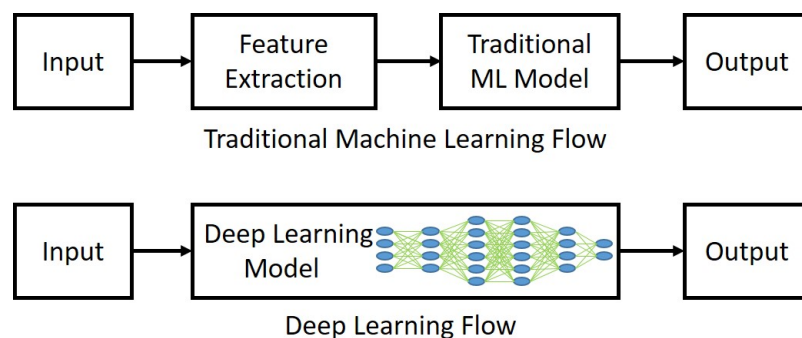 Input
Feature
Extraction
Traditional
ML Model
Output
Traditional Machine Learning Flow
Input
Deep Learning
Model
Output
Deep Learning Flow